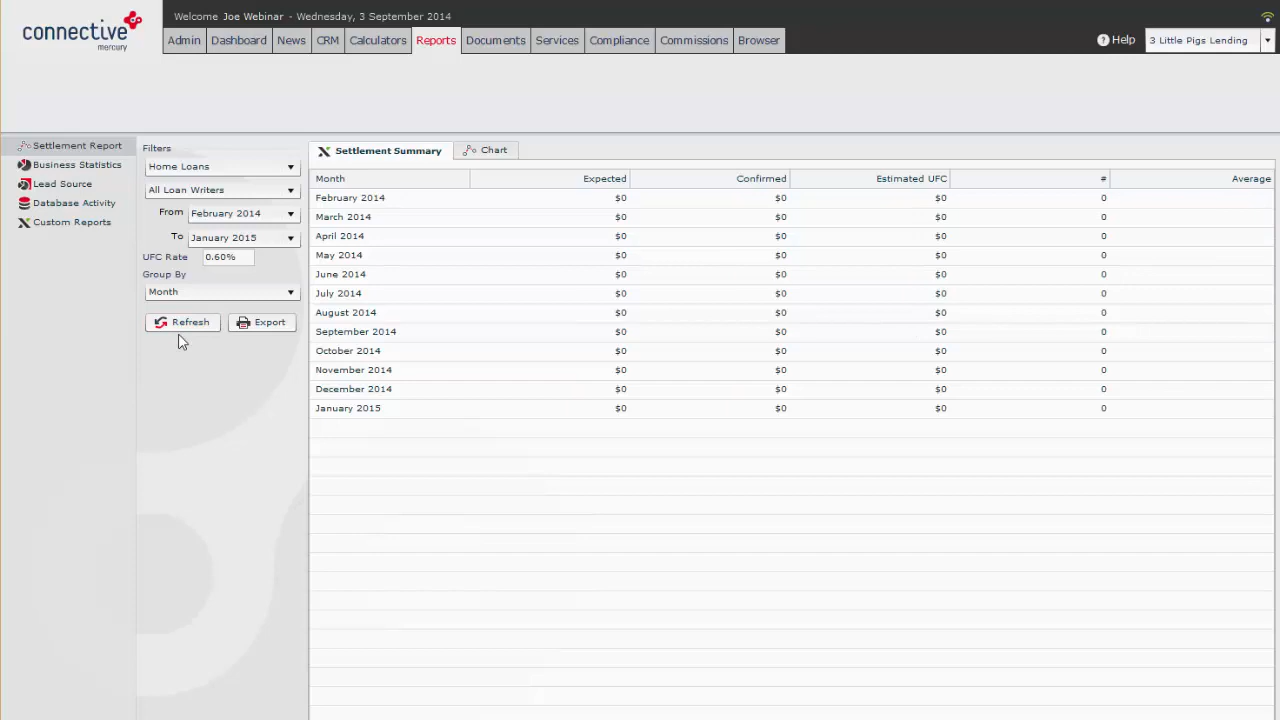 connective
mercury
Welcome Joe Webinar - Wednesday, 3 September 2014
Admin Dashboard News CRM Calculators Reports Documents Services Compliance Commissions Browser
? Help 3 Little Pigs Lending
Settlement Report
Business Statistics
Lead Source
Database Activity
Custom Reports
Filters
Home Loans
All Loan Writers
From February 2014
To January 2015
UFC Rate 0.60%
Group By
Month
Refresh Export
Settlement Summary Chart
Month Expected Confirmed Estimated UFC # Average
February 2014 $0 $0 $0 0
March 2014 $0 $0 $0 0
April 2014 $0 $0 $0 0
May 2014 $0 $0 $0 0
June 2014 $0 $0 $0 0
July 2014 $0 $0 $0 0
August 2014 $0 $0 $0 0
September 2014 $0 $0 $0 0
October 2014 $0 $0 $0 0
November 2014 $0 $0 $0 0
December 2014 $0 $0 $0 0
January 2015 $0 $0 $0 0